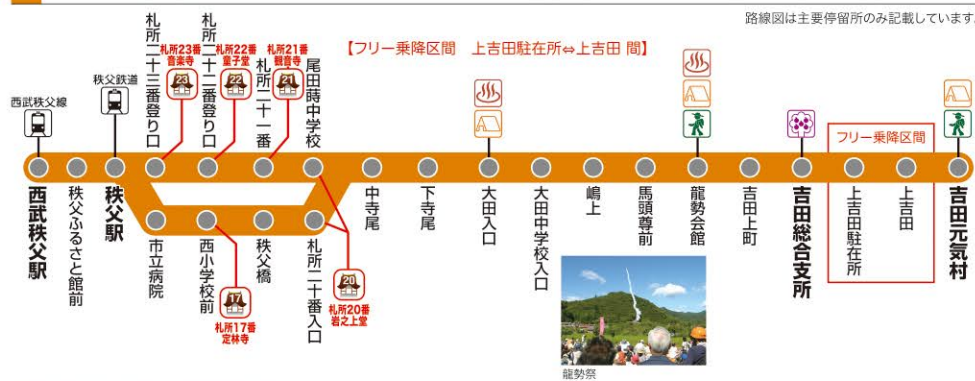 路線図は主要停留所のみ記載しています
【フリー乗降区間　上吉田駐在所⇔上吉田 間】
西武秩父線
秩父鉄道
札所二十三番登り口
札所23番
音楽寺
23
札所二十二番登り口
札所22番
童子堂
22
札所二十一番
札所21番
観音寺
21
尾田蒔中学校
フリー乗降区間
西武秩父駅
秩父ふるさと館前
秩父駅
市立病院
西小学校前
17
札所17番
定林寺
秩父橋
札所二十番入口
20
札所20番
岩之上堂
中寺尾
下寺尾
大田入口
大田中学校入口
嶋上
馬頭尊前
龍勢会館
吉田上町
吉田総合支所
上吉田駐在所
上吉田
吉田元気村
龍勢祭